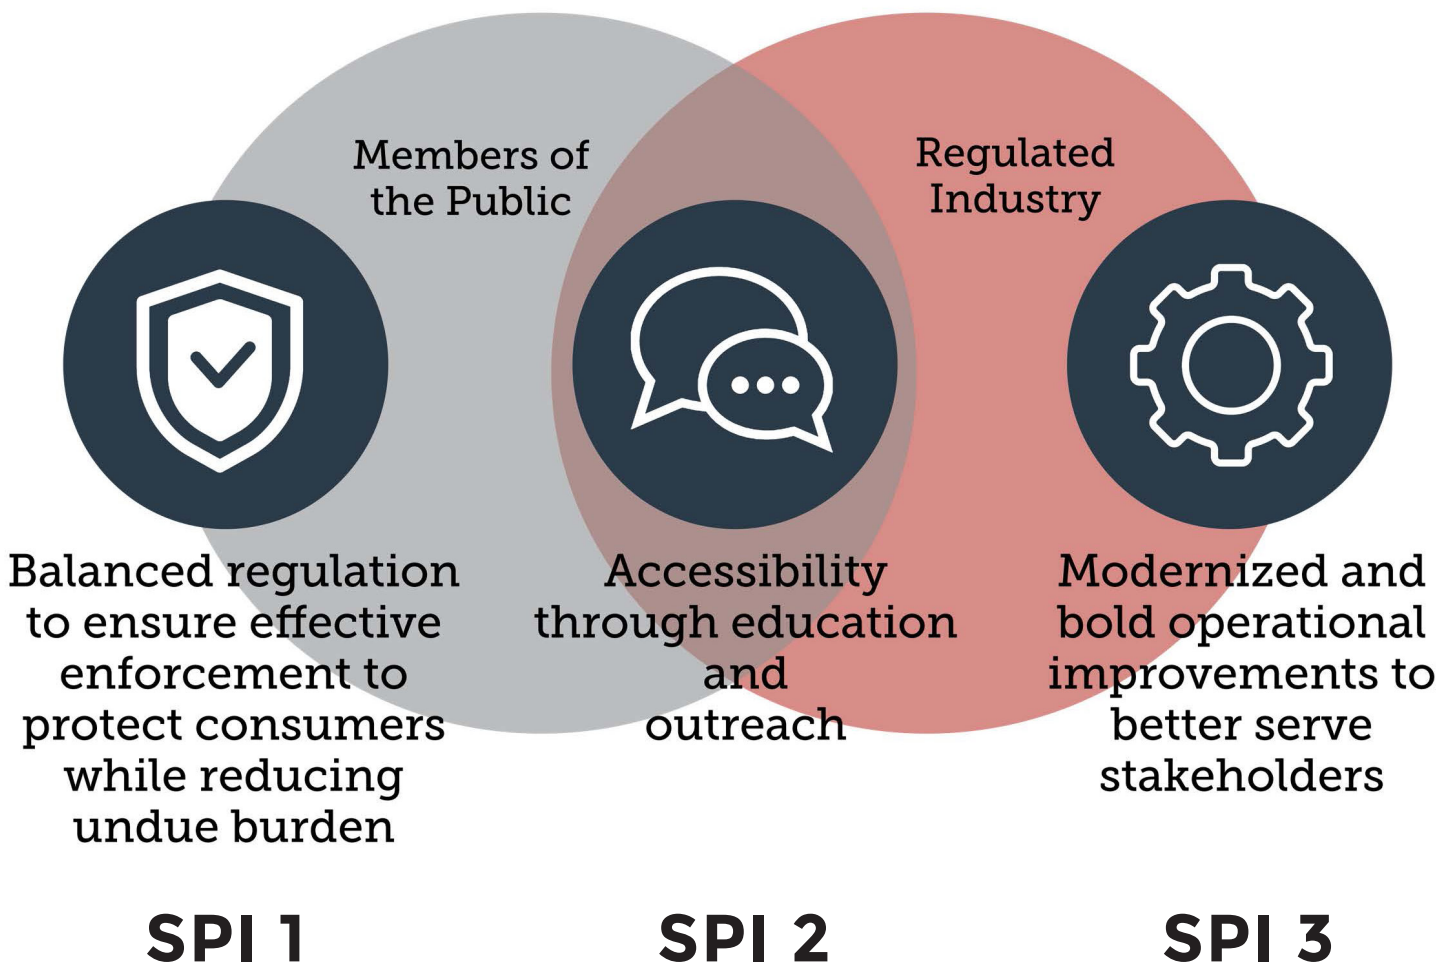 Members of
the Public
Regulated
Industry
Balanced regulation
to ensure effective
enforcement to
protect consumers
while reducing
undue burden
Accessibility
through education
and
outreach
Modernized and
bold operational
improvements to
better serve
stakeholders
SPI 1
SPI 2
SPI 3